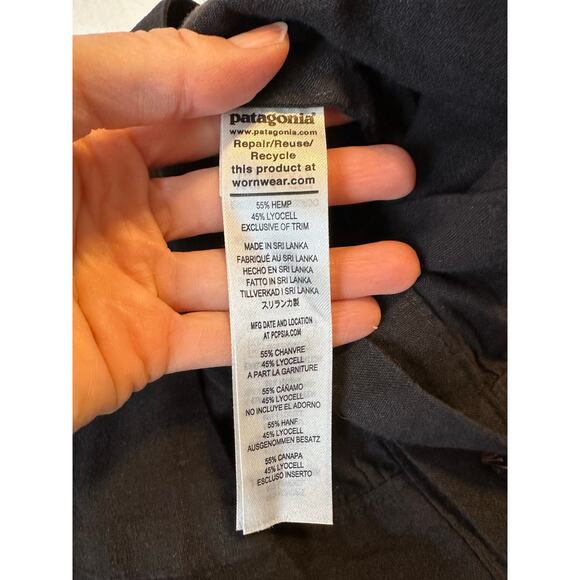 patagonia®
www.patagonia.com
Repair/Reuse/
Recycle
this product at
wornwear.com
55% HEMP
45% LYOCELL
EXCLUSIVE OF TRIM
MADE IN SRI LANKA
FABRIQUÉ AU SRI LANKA
HECHO EN SRI LANKA
FATTO IN SRI LANKA
TILLVERKAD I SRI LANKA
スリランカ製
MFG DATE AND LOCATION
AT PCPSIA.COM
55% CHANVRE
45% LYOCELL
A PART LA GARNITURE
55% CÁÑAMO
45% LYOCELL
NO INCLUYE EL ADORNO
55% HANF
45% LYOCELL
AUSGENOMMEN BESATZ
55% CANAPA
45% LYOCELL
ESCLUSO INSERTO